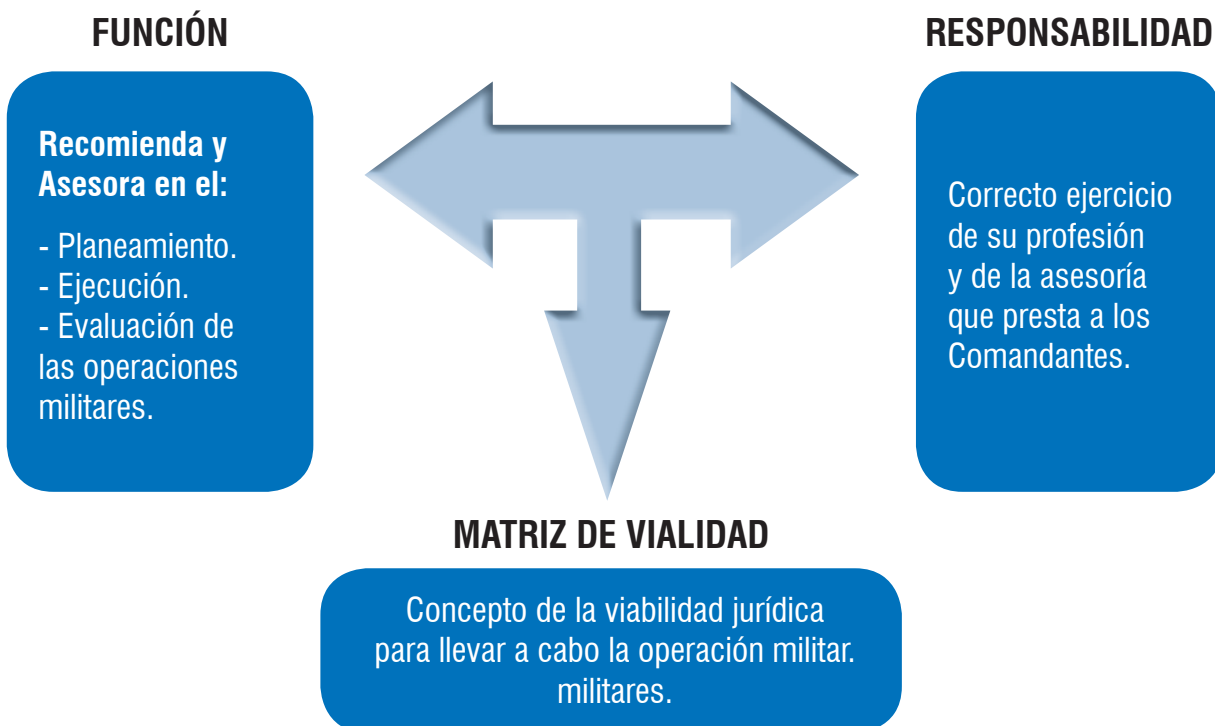 FUNCIÓN
Recomienda y
Asesora en el:
- Planeamiento.
- Ejecución.
- Evaluación de
las operaciones
militares.
RESPONSABILIDAD
Correcto ejercicio
de su profesión
y de la asesoría
que presta a los
Comandantes.
MATRIZ DE VIALIDAD
Concepto de la viabilidad jurídica
para llevar a cabo la operación militar.
militares.